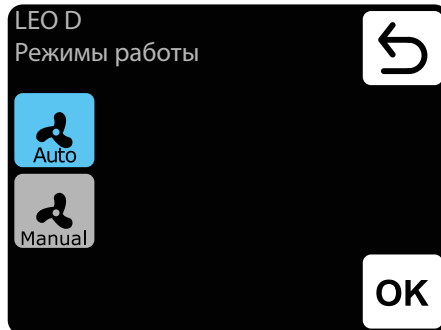 LEO D
Режимы работы
Auto
Manual
OK